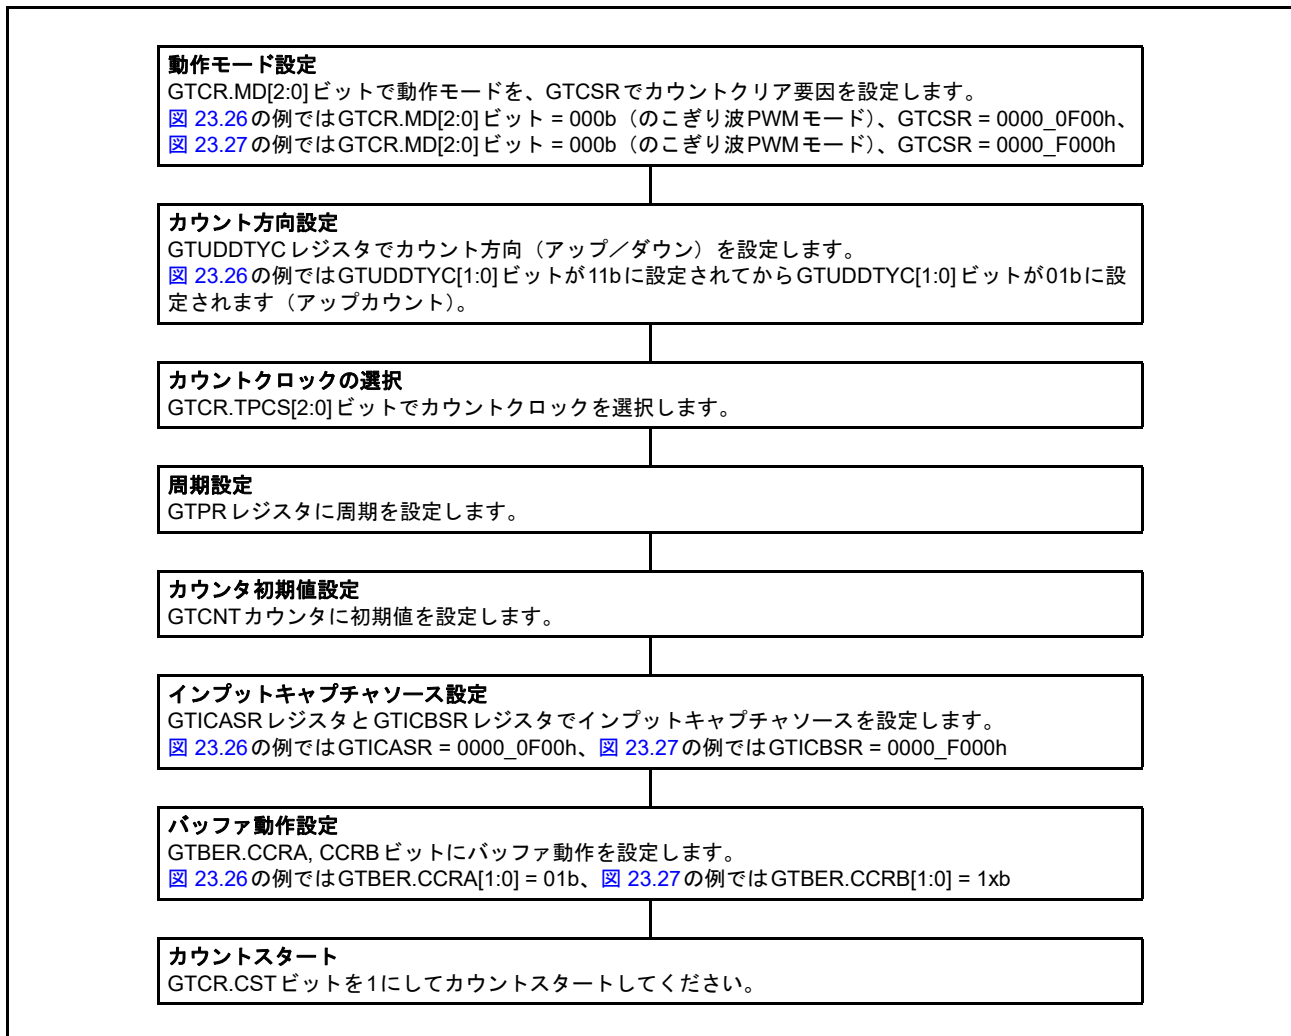 動作モード設定
GTCR.MD[2:0]ビットで動作モードを、GTCSRでカウントクリア要因を設定します。
図 23.26の例ではGTCR.MD[2:0]ビット = 000b（のこぎり波PWMモード）、GTCSR = 0000_0F00h、
図 23.27の例ではGTCR.MD[2:0]ビット = 000b（のこぎり波PWMモード）、GTCSR = 0000_F000h
カウント方向設定
GTUDDTYCレジスタでカウント方向（アップ／ダウン）を設定します。
図 23.26の例ではGTUDDTYC[1:0]ビットが11bに設定されてからGTUDDTYC[1:0]ビットが01bに設
定されます（アップカウント）。
カウントクロックの選択
GTCR.TPCS[2:0]ビットでカウントクロックを選択します。
周期設定
GTPRレジスタに周期を設定します。
カウンタ初期値設定
GTCNTカウンタに初期値を設定します。
インプットキャプチャソース設定
GTICASRレジスタとGTICBSRレジスタでインプットキャプチャソースを設定します。
図 23.26の例ではGTICASR = 0000_0F00h、図 23.27の例ではGTICBSR = 0000_F000h
バッファ動作設定
GTBER.CCRA, CCRBビットにバッファ動作を設定します。
図 23.26の例ではGTBER.CCRA[1:0] = 01b、図 23.27の例ではGTBER.CCRB[1:0] = 1xb
カウントスタート
GTCR.CSTビットを1にしてカウントスタートしてください。